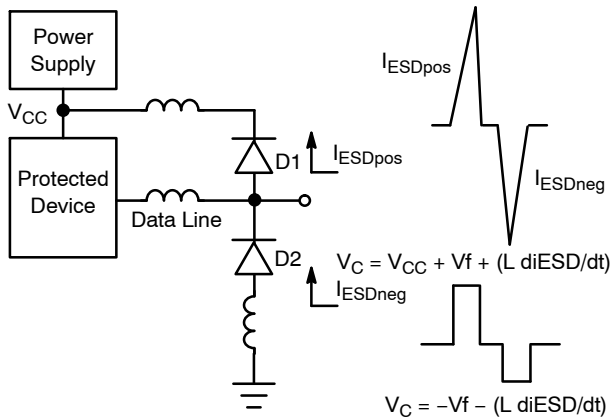 Power
Supply
V_CC
Protected
Device
Data Line
D1
I_ESDpos
D2
I_ESDneg
I_ESDpos
I_ESDneg
V_C = V_CC + Vf + (L diESD/dt)
V_C = −Vf − (L diESD/dt)